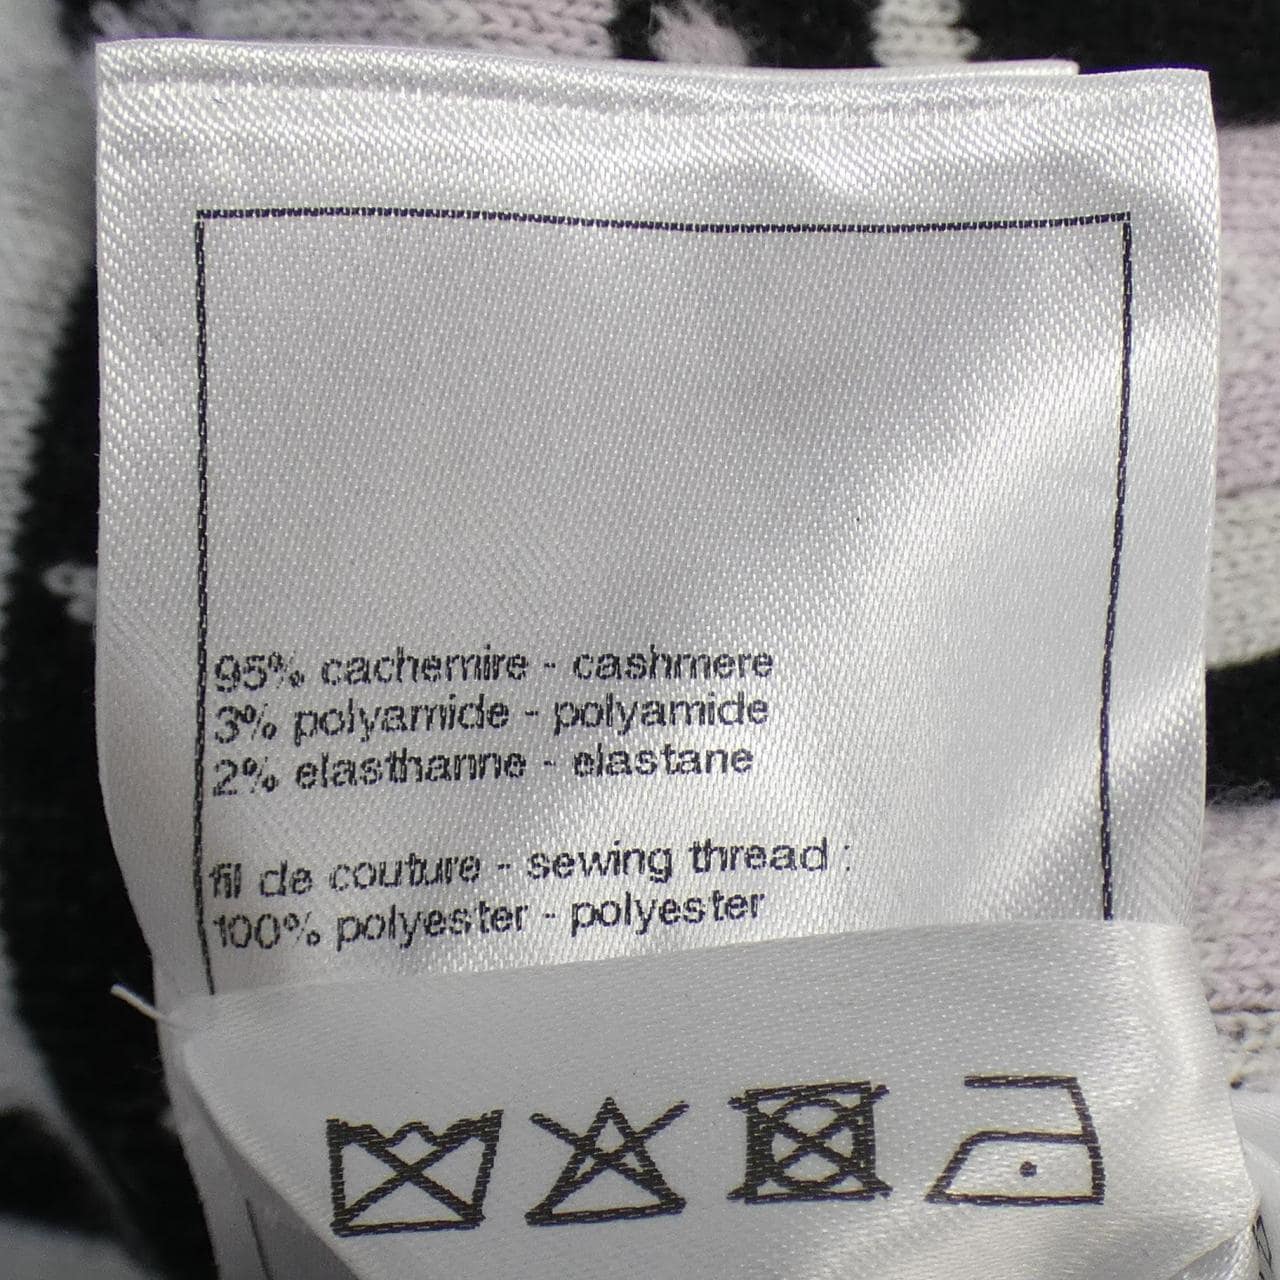 95% cachemire - cashmere
3% polyamide - polyamide
2% elasthanne - elastane
fil de couture - sewing thread :
100% polyester - polyester